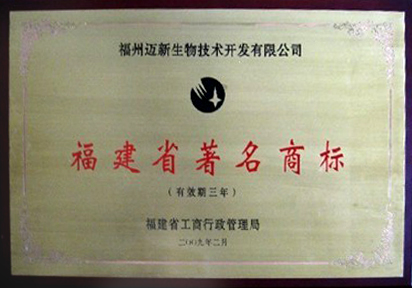 福州迈新生物技术开发有限公司
福建省著名商标
（有效期三年）
福建省工商行政管理局
二〇〇九年二月